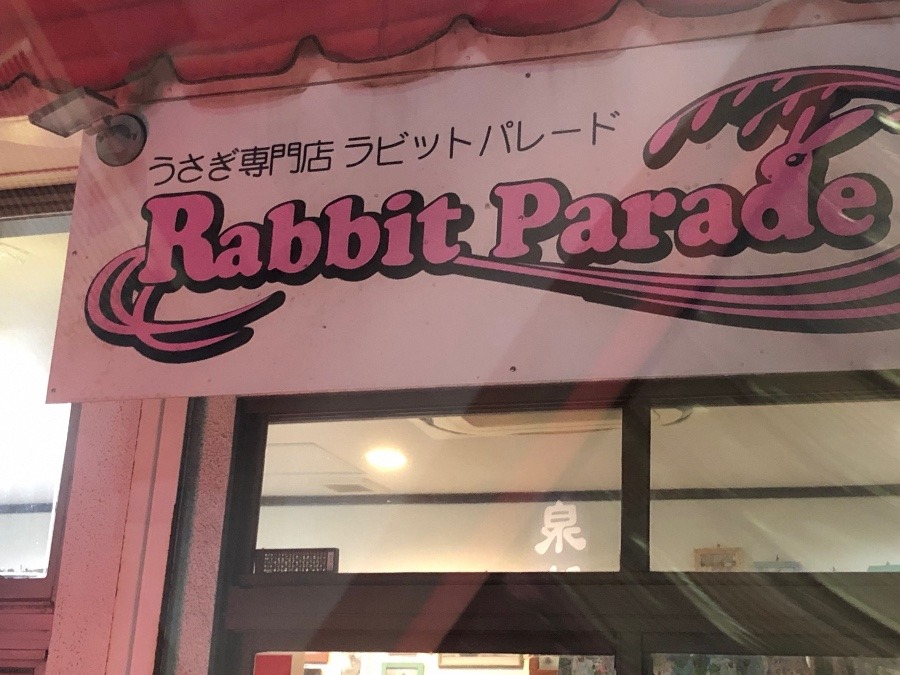 うさぎ専門店 ラビットパレード
Rabbit Parade
泉